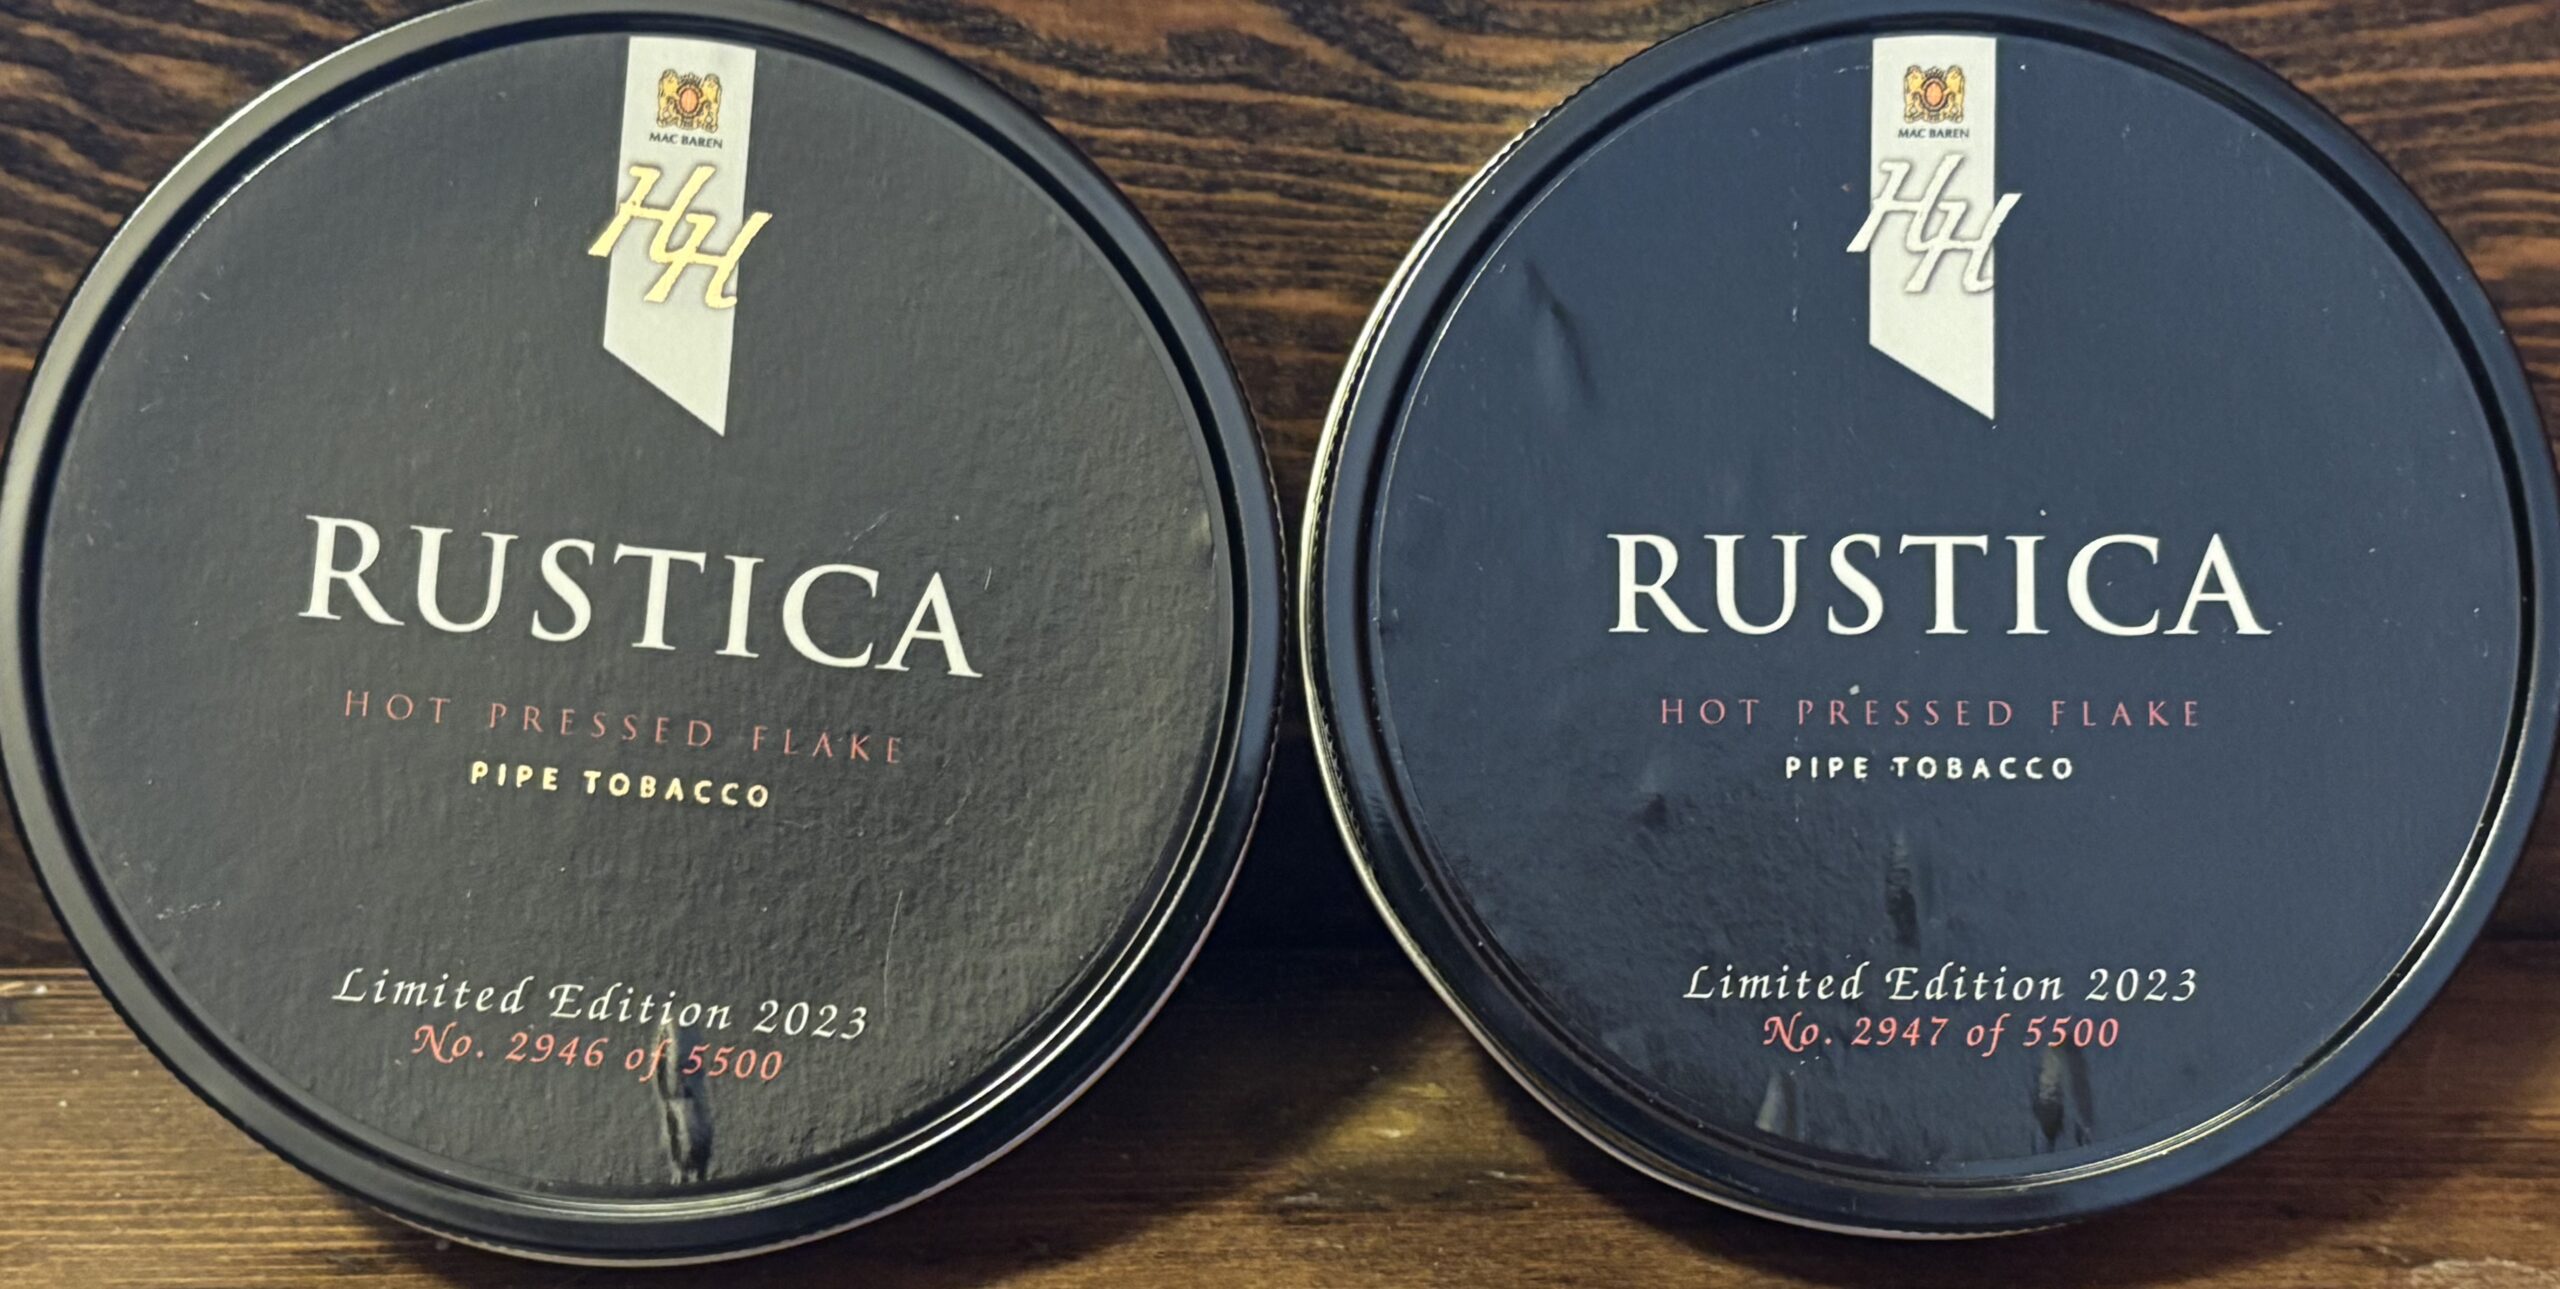 MAC BAREN
HH
RUSTICA
HOT PRESSED FLAKE
PIPE TOBACCO
Limited Edition 2023
No. 2946 of 5500
MAC BAREN
HH
RUSTICA
HOT PRESSED FLAKE
PIPE TOBACCO
Limited Edition 2023
No. 2947 of 5500